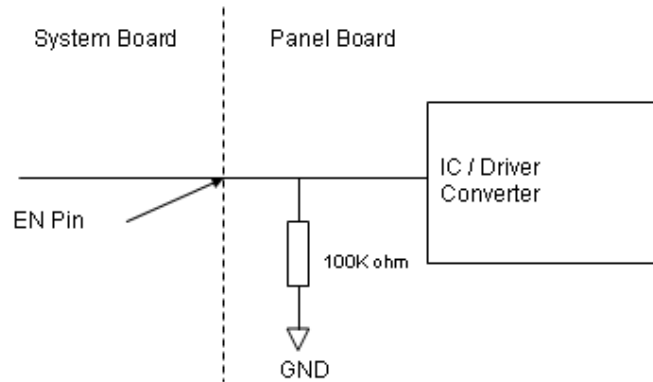 System Board
Panel Board
IC / Driver
Converter
EN Pin
100K ohm
GND